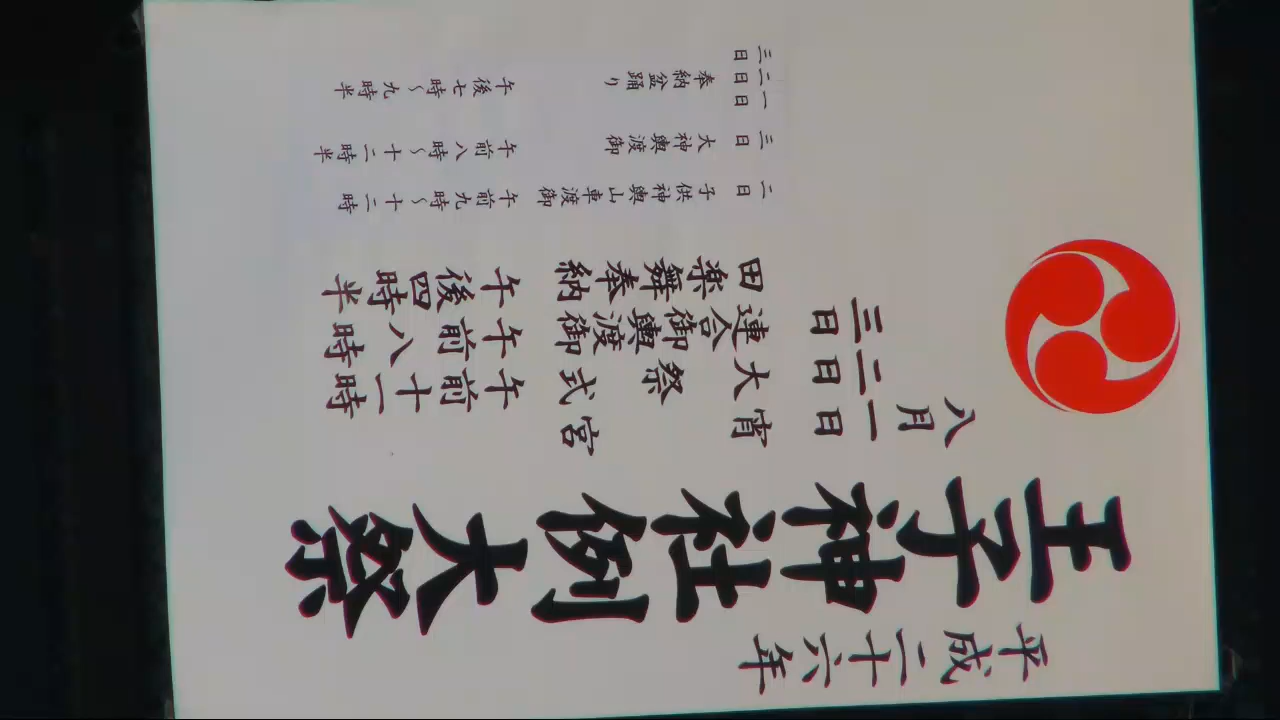 平成二十六年
王子神社例大祭
八月一日 宵宮
二日 大祭式 午前十一時
三日 連合御輿渡御 午前八時
田楽舞奉納 午後四時半
二日 子供神輿山車渡御 午前九時〜十二時
三日 大神輿渡御 午前八時〜十二時半
一日
二日 奉納盆踊り 午後七時〜九時半
三日